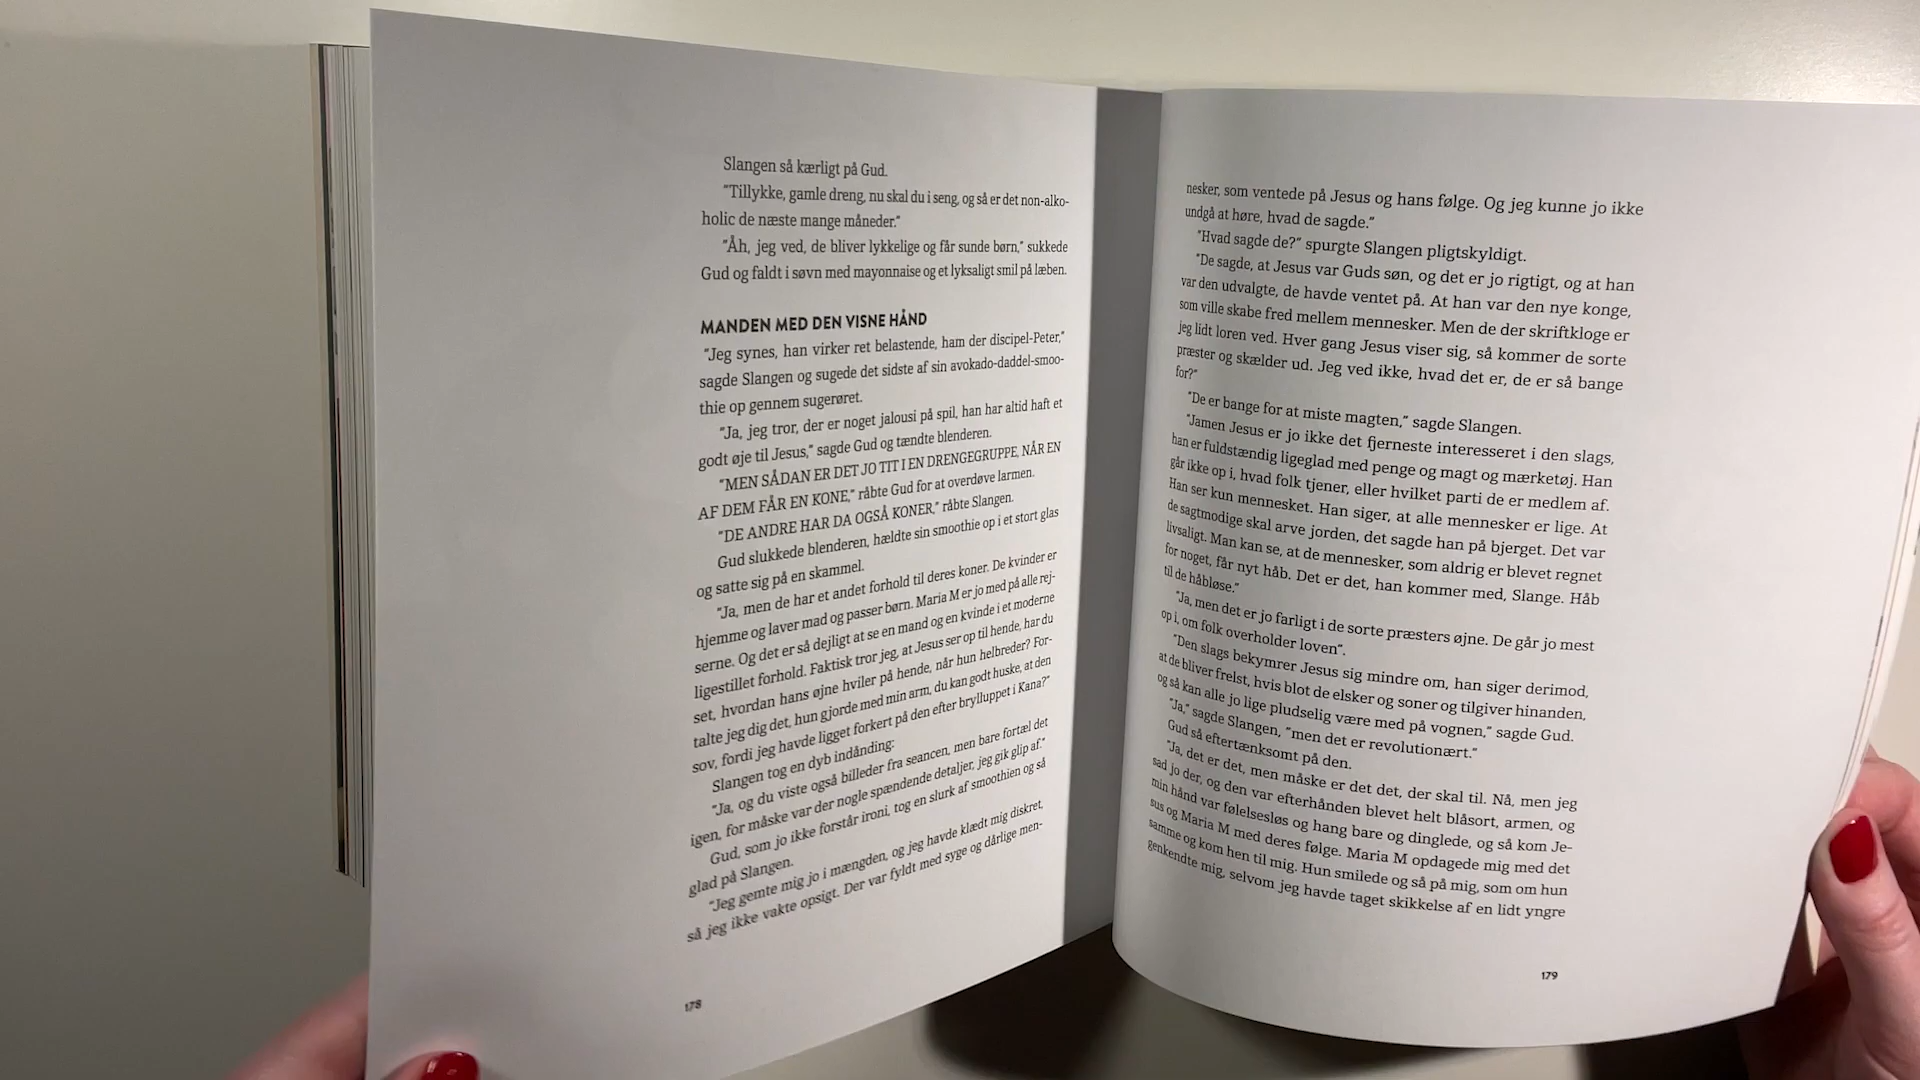 Slangen så kærligt på Gud.
"Tillykke, gamle dreng, nu skal du i seng, og så er det non-alko-
holic de næste mange måneder."
"Åh, jeg ved, de bliver lykkelige og får sunde børn," sukkede
Gud og faldt i søvn med mayonnaise og et lyksaligt smil på læben.
MANDEN MED DEN VISNE HÅND
"Jeg synes, han virker ret belastende, ham der discipel-Peter,"
sagde Slangen og sugede det sidste af sin avokado-daddel-smoo-
thie op gennem sugerøret.
"Ja, jeg tror, der er noget jalousi på spil, han har altid haft et
godt øje til Jesus," sagde Gud og tændte blenderen.
"MEN SÅDAN ER DET JO TIT I EN DRENGEGRUPPE, NÅR EN
AF DEM FÅR EN KONE," råbte Gud for at overdøve larmen.
"DE ANDRE HAR DA OGSÅ KONER," råbte Slangen.
Gud slukkede blenderen, hældte sin smoothie op i et stort glas
og satte sig på en skammel.
"Ja, men de har et andet forhold til deres koner. De kvinder er
hjemme og laver mad og passer børn. Maria M er jo med på alle rej-
serne. Og det er så dejligt at se en mand og en kvinde i et moderne
ligestillet forhold. Faktisk tror jeg, at Jesus ser op til hende, har du
set, hvordan hans øjne hviler på hende, når hun helbreder? For-
talte jeg dig det, hun gjorde med min arm, du kan godt huske, at den
sov, fordi jeg havde ligget forkert på den efter brylluppet i Kana?"
Slangen tog en dyb indånding:
"Ja, og du viste også billeder fra seancen, men bare fortæl det
igen, for måske var der nogle spændende detaljer, jeg gik glip af."
Gud, som jo ikke forstår ironi, tog en slurk af smoothien og så
glad på Slangen.
"Jeg gemte mig jo i mængden, og jeg havde klædt mig diskret,
så jeg ikke vakte opsigt. Der var fyldt med syge og dårlige men-
178
nesker, som ventede på Jesus og hans følge. Og jeg kunne jo ikke
undgå at høre, hvad de sagde."
"Hvad sagde de?" spurgte Slangen pligtskyldigt.
"De sagde, at Jesus var Guds søn, og det er jo rigtigt, og at han
var den udvalgte, de havde ventet på. At han var den nye konge,
som ville skabe fred mellem mennesker. Men de der skriftkloge er
jeg lidt loren ved. Hver gang Jesus viser sig, så kommer de sorte
præster og skælder ud. Jeg ved ikke, hvad det er, de er så bange
for?"
"De er bange for at miste magten," sagde Slangen.
"Jamen Jesus er jo ikke det fjerneste interesseret i den slags,
han er fuldstændig ligeglad med penge og magt og mærketøj. Han
går ikke op i, hvad folk tjener, eller hvilket parti de er medlem af.
Han ser kun mennesket. Han siger, at alle mennesker er lige. At
de sagtmodige skal arve jorden, det sagde han på bjerget. Det var
livsaligt. Man kan se, at de mennesker, som aldrig er blevet regnet
for noget, får nyt håb. Det er det, han kommer med, Slange. Håb
til de håbløse."
"Ja, men det er jo farligt i de sorte præsters øjne. De går jo mest
op i, om folk overholder loven".
"Den slags bekymrer Jesus sig mindre om, han siger derimod,
at de bliver frelst, hvis blot de elsker og soner og tilgiver hinanden,
og så kan alle jo lige pludselig være med på vognen," sagde Gud.
"Ja," sagde Slangen, "men det er revolutionært."
Gud så eftertænksomt på den.
"Ja, det er det, men måske er det det, der skal til. Nå, men jeg
sad jo der, og den var efterhånden blevet helt blåsort, armen, og
min hånd var følelsesløs og hang bare og dinglede, og så kom Je-
sus og Maria M med deres følge. Maria M opdagede mig med det
samme og kom hen til mig. Hun smilede og så på mig, som om hun
genkendte mig, selvom jeg havde taget skikkelse af en lidt yngre
179